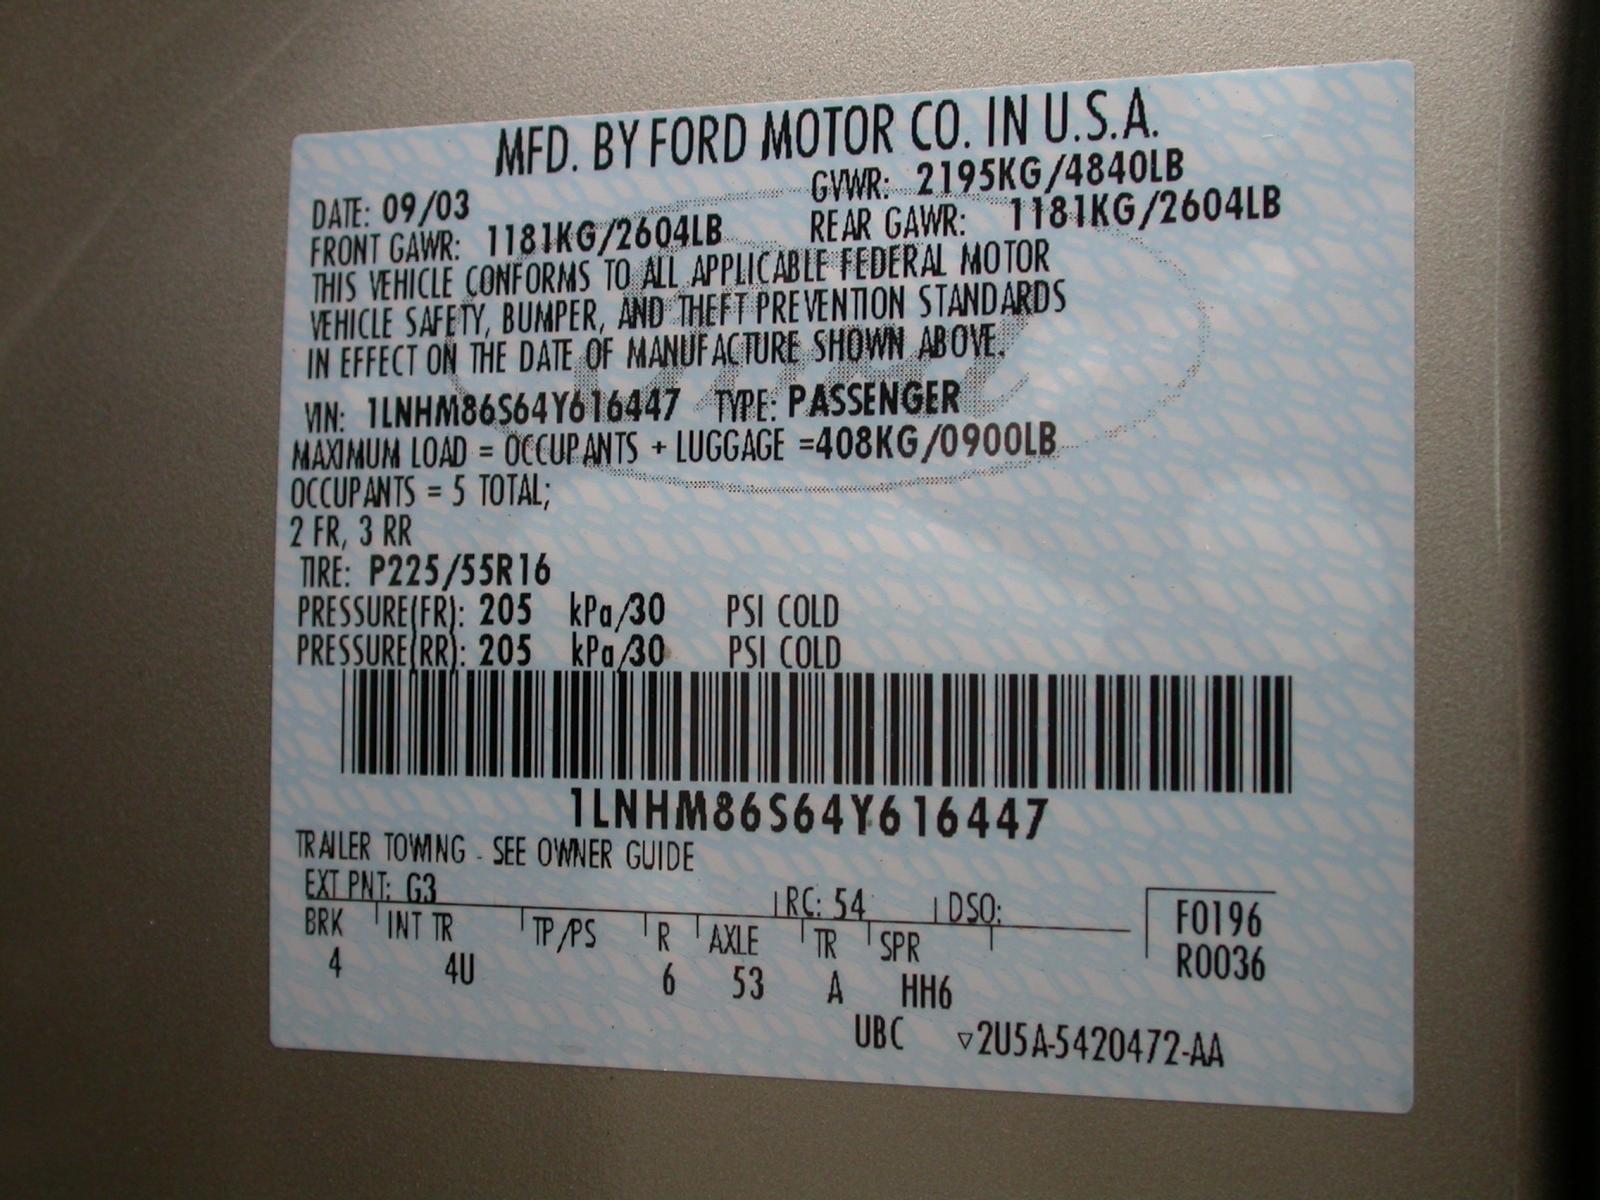 MFD. BY FORD MOTOR CO. IN U.S.A.
DATE: 09/03 GVWR: 2195KG/4840LB
FRONT GAWR: 1181KG/2604LB REAR GAWR: 1181KG/2604LB
THIS VEHICLE CONFORMS TO ALL APPLICABLE FEDERAL MOTOR
VEHICLE SAFETY, BUMPER, AND THEFT PREVENTION STANDARDS
IN EFFECT ON THE DATE OF MANUFACTURE SHOWN ABOVE.
VIN: 1LNHM86S64Y616447 TYPE: PASSENGER
MAXIMUM LOAD = OCCUPANTS + LUGGAGE =408KG/0900LB
OCCUPANTS = 5 TOTAL;
2 FR, 3 RR
TIRE: P225/55R16
PRESSURE(FR): 205 kPa/30 PSI COLD
PRESSURE(RR): 205 kPa/30 PSI COLD
1LNHM86S64Y616447
TRAILER TOWING - SEE OWNER GUIDE
EXT PNT: G3 RC: 54 DSO:
F0196
BRK INT TR TP/PS R AXLE TR SPR
R0036
4 4U 6 53 A HH6
UBC ▽2U5A-5420472-AA